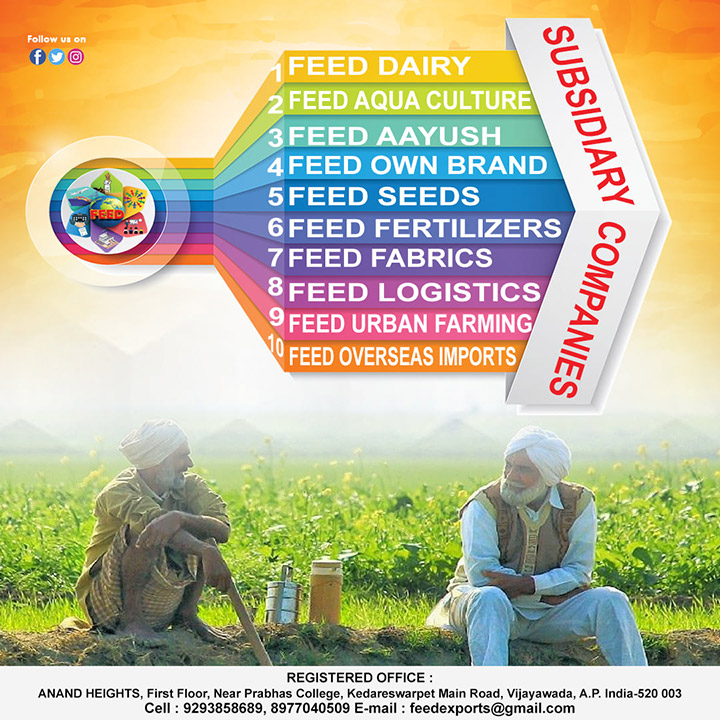 Follow us on
1 FEED DAIRY
2 FEED AQUA CULTURE
3 FEED AAYUSH
4 FEED OWN BRAND
5 FEED SEEDS
6 FEED FERTILIZERS
7 FEED FABRICS
8 FEED LOGISTICS
9 FEED URBAN FARMING
10 FEED OVERSEAS IMPORTS
SUBSIDIARY COMPANIES
FEED
REGISTERED OFFICE :
ANAND HEIGHTS, First Floor, Near Prabhas College, Kedareswarpet Main Road, Vijayawada, A.P. India-520 003
Cell : 9293858689, 8977040509 E-mail : feedexports@gmail.com